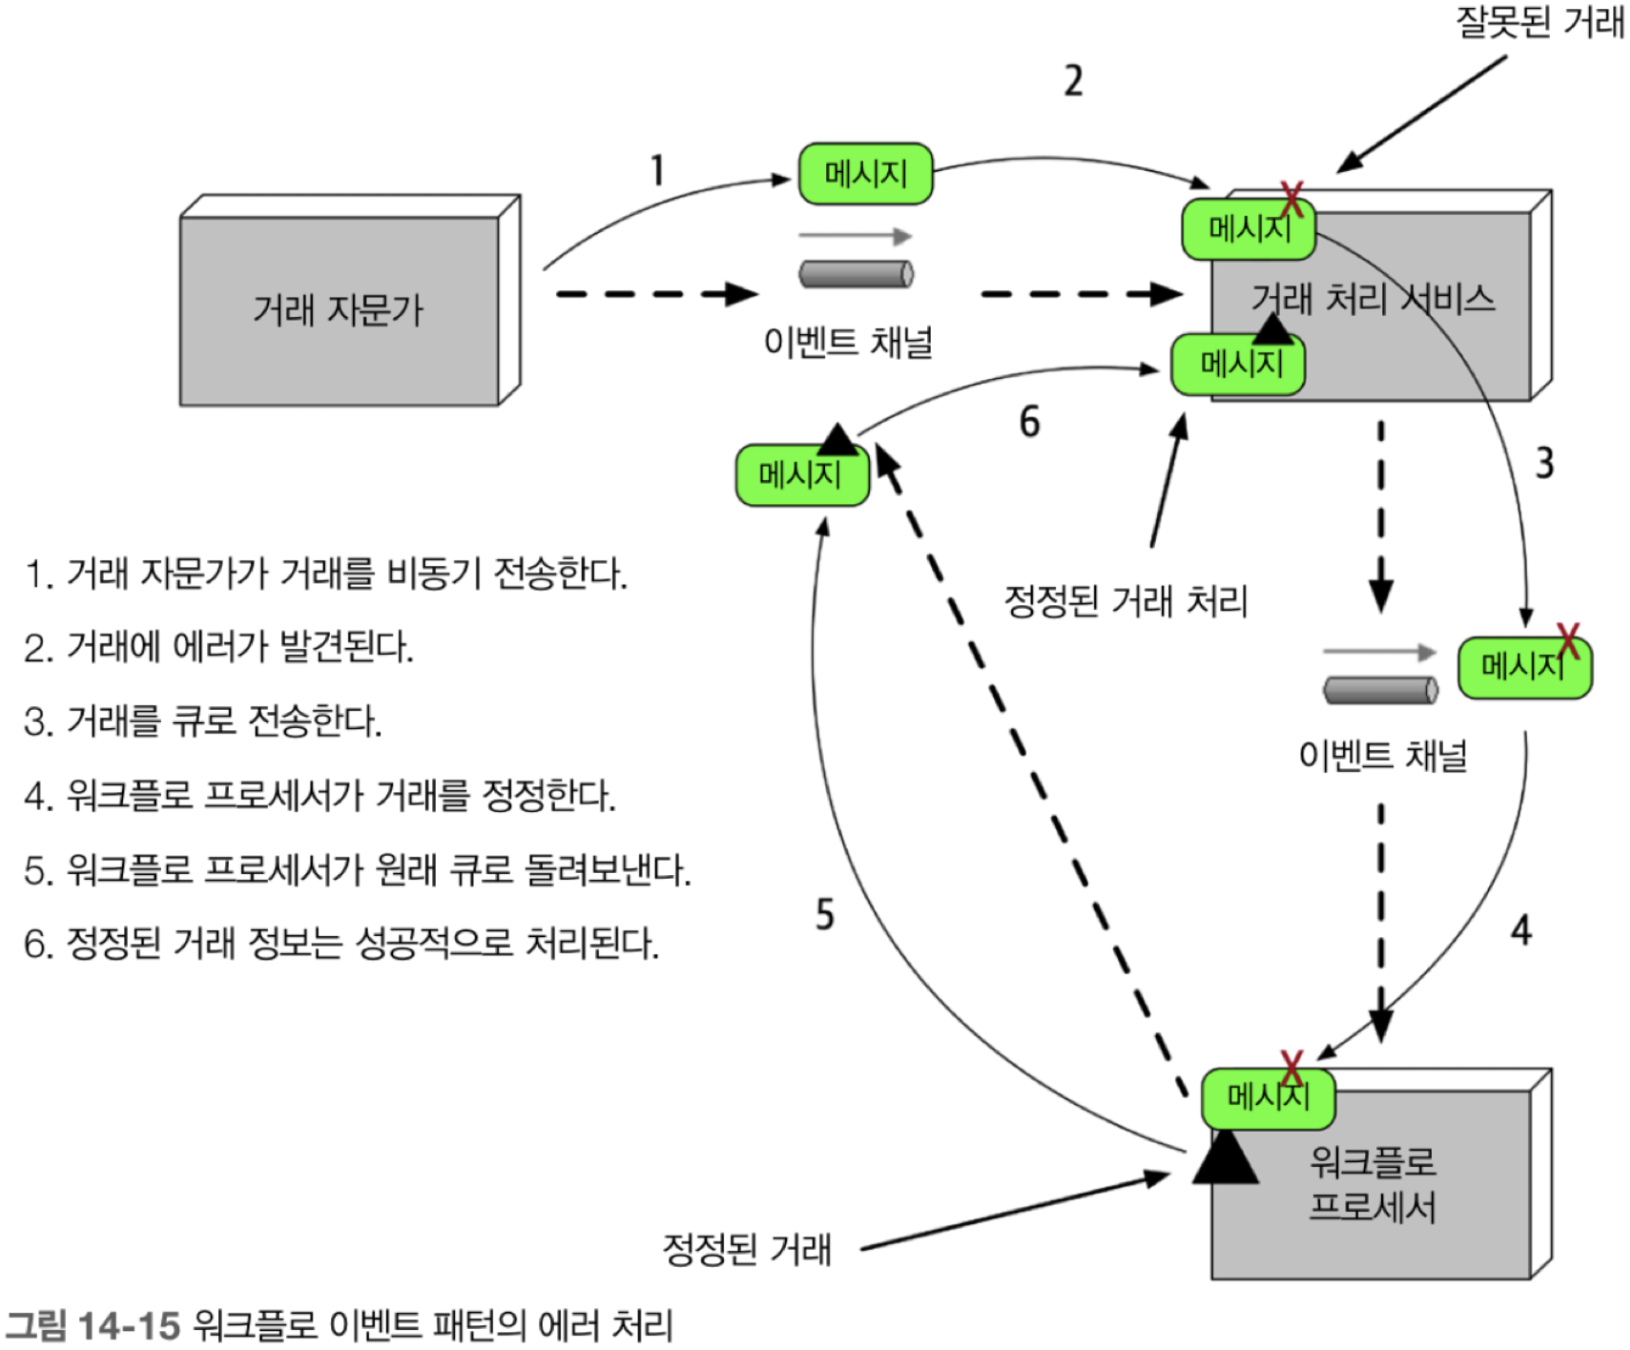 잘못된 거래
2
1
메시지
X
메시지
거래 자문가
거래 처리 서비스
이벤트 채널
메시지
6
메시지
3
정정된 거래 처리
X
메시지
이벤트 채널
1. 거래 자문가가 거래를 비동기 전송한다.
2. 거래에 에러가 발견된다.
3. 거래를 큐로 전송한다.
4. 워크플로 프로세서가 거래를 정정한다.
5. 워크플로 프로세서가 원래 큐로 돌려보낸다.
6. 정정된 거래 정보는 성공적으로 처리된다.
5
4
X
메시지
워크플로
프로세서
정정된 거래
그림 14-15 워크플로 이벤트 패턴의 에러 처리